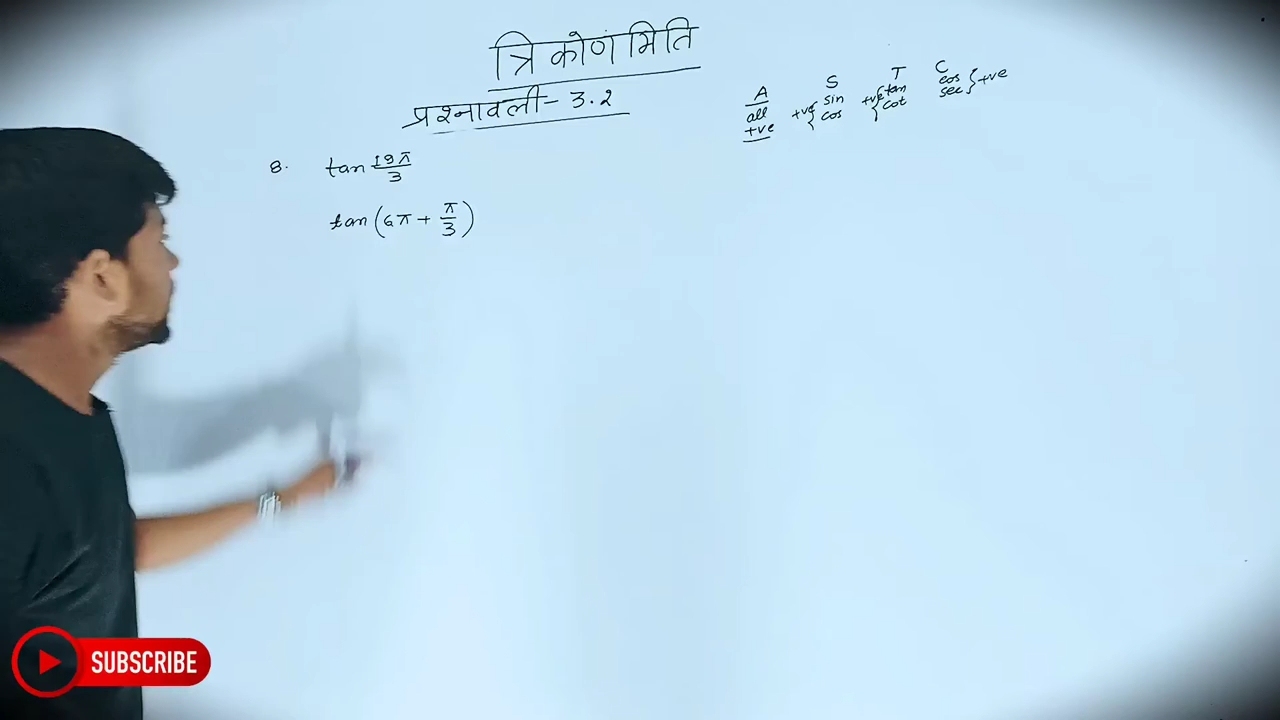 त्रिकोणमिति
प्रश्नावली- 3.2
A S T C
all +ve { sin +ve { tan cos } +ve
+ve cos cot sec
8. tan 19π/3
tan (6π + π/3)
SUBSCRIBE